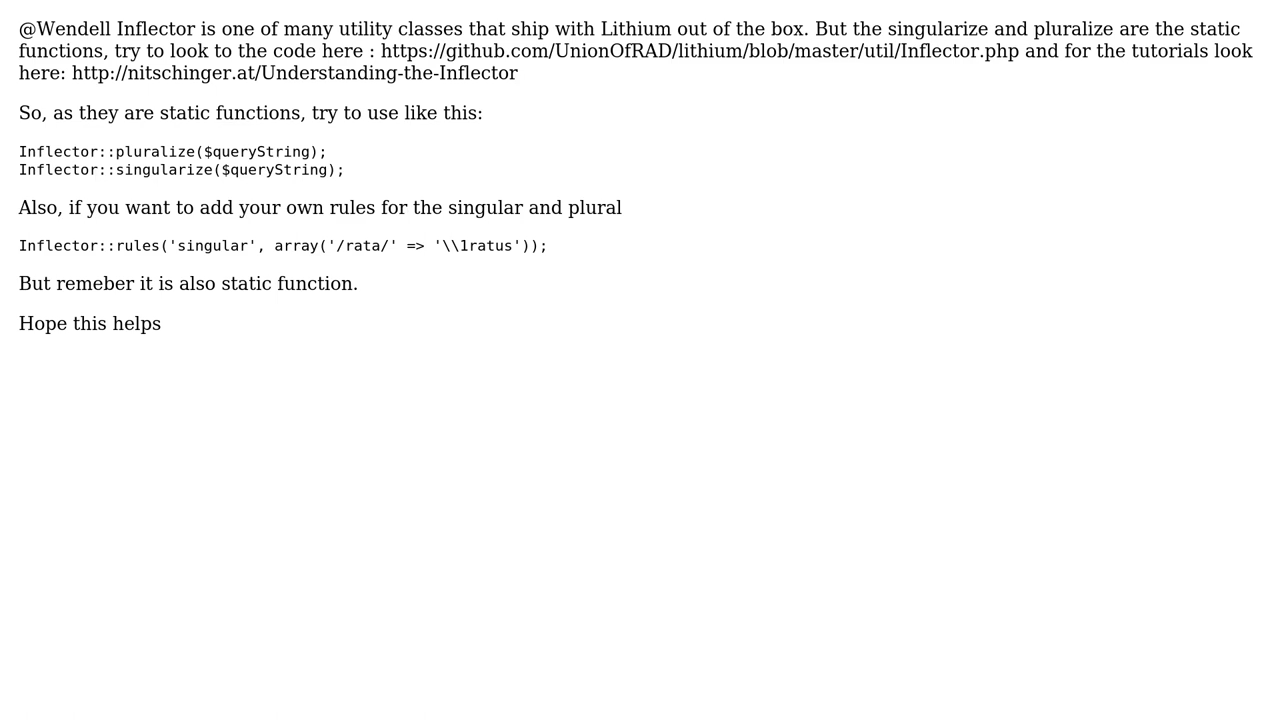 @Wendell Inflector is one of many utility classes that ship with Lithium out of the box. But the singularize and pluralize are the static
functions, try to look to the code here : https://github.com/UnionOfRAD/lithium/blob/master/util/Inflector.php and for the tutorials look
here: http://nitschinger.at/Understanding-the-Inflector
So, as they are static functions, try to use like this:
Inflector::pluralize($queryString);
Inflector::singularize($queryString);
Also, if you want to add your own rules for the singular and plural
Inflector::rules('singular', array('/rata/' => '\\1ratus'));
But remeber it is also static function.
Hope this helps